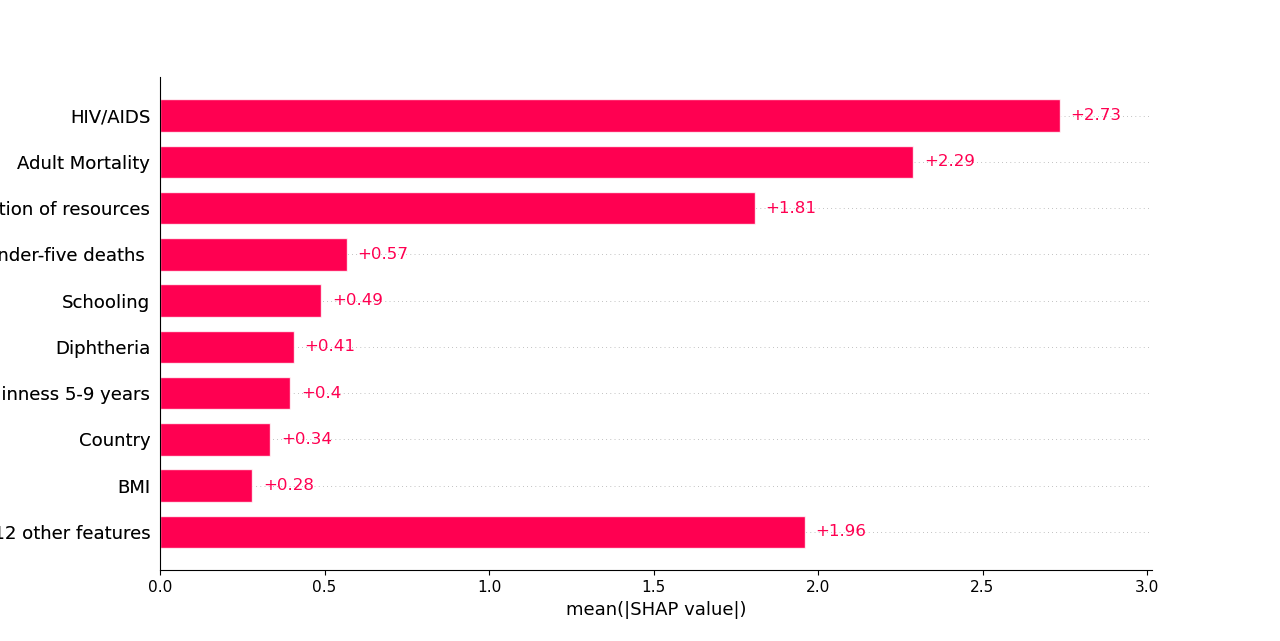 HIV/AIDS +2.73
Adult Mortality +2.29
tion of resources +1.81
nder-five deaths +0.57
Schooling +0.49
Diphtheria +0.41
inness 5-9 years +0.4
Country +0.34
BMI +0.28
12 other features +1.96
0.0 0.5 1.0 1.5 2.0 2.5 3.0
mean(|SHAP value|)